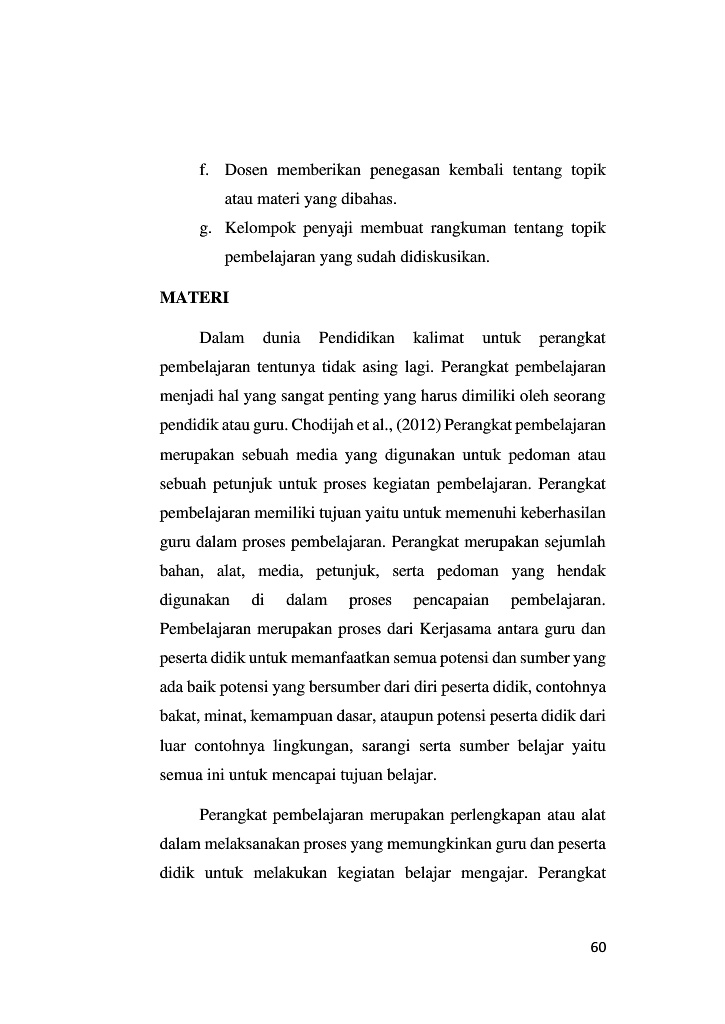 f. Dosen memberikan penegasan kembali tentang topik
atau materi yang dibahas.
g. Kelompok penyaji membuat rangkuman tentang topik
pembelajaran yang sudah didiskusikan.
MATERI
Dalam dunia Pendidikan kalimat untuk perangkat
pembelajaran tentunya tidak asing lagi. Perangkat pembelajaran
menjadi hal yang sangat penting yang harus dimiliki oleh seorang
pendidik atau guru. Chodijah et al., (2012) Perangkat pembelajaran
merupakan sebuah media yang digunakan untuk pedoman atau
sebuah petunjuk untuk proses kegiatan pembelajaran. Perangkat
pembelajaran memiliki tujuan yaitu untuk memenuhi keberhasilan
guru dalam proses pembelajaran. Perangkat merupakan sejumlah
bahan, alat, media, petunjuk, serta pedoman yang hendak
digunakan di dalam proses pencapaian pembelajaran.
Pembelajaran merupakan proses dari Kerjasama antara guru dan
peserta didik untuk memanfaatkan semua potensi dan sumber yang
ada baik potensi yang bersumber dari diri peserta didik, contohnya
bakat, minat, kemampuan dasar, ataupun potensi peserta didik dari
luar contohnya lingkungan, sarangi serta sumber belajar yaitu
semua ini untuk mencapai tujuan belajar.
Perangkat pembelajaran merupakan perlengkapan atau alat
dalam melaksanakan proses yang memungkinkan guru dan peserta
didik untuk melakukan kegiatan belajar mengajar. Perangkat
60